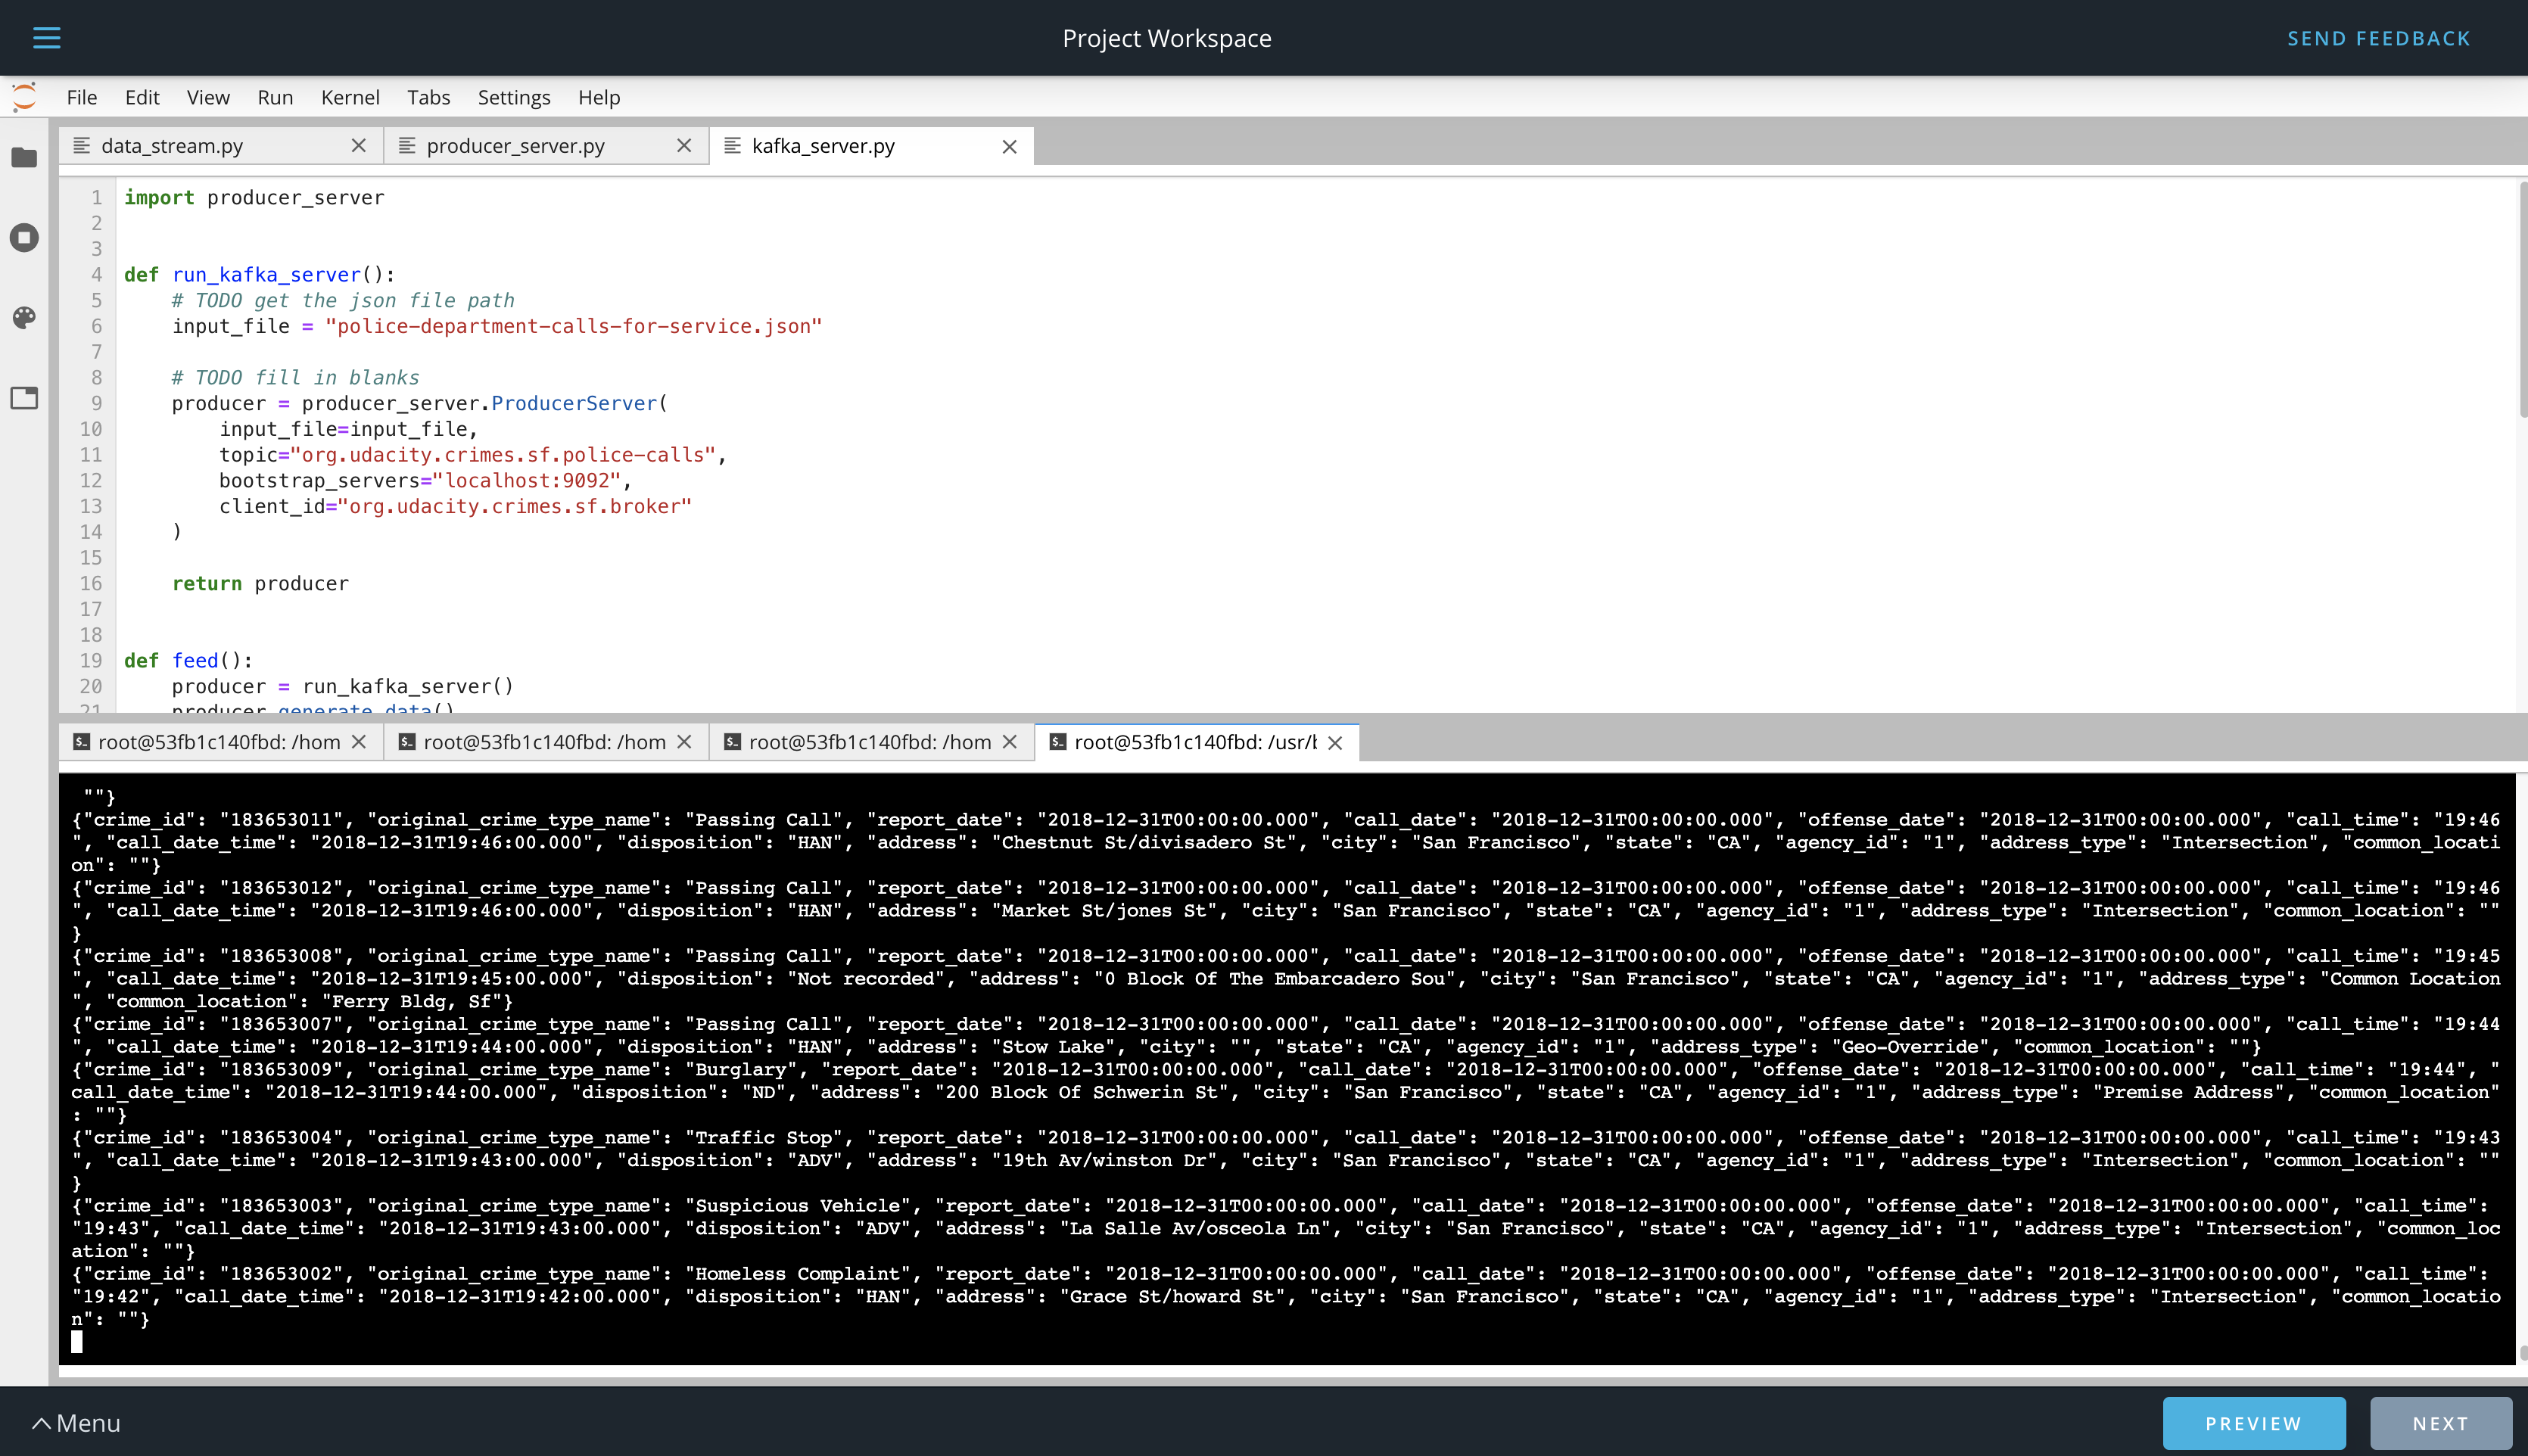 Project Workspace
SEND FEEDBACK
File Edit View Run Kernel Tabs Settings Help
data_stream.py
producer_server.py
kafka_server.py
1 import producer_server
2
3
4 def run_kafka_server():
5     # TODO get the json file path
6     input_file = "police-department-calls-for-service.json"
7
8     # TODO fill in blanks
9     producer = producer_server.ProducerServer(
10         input_file=input_file,
11         topic="org.udacity.crimes.sf.police-calls",
12         bootstrap_servers="localhost:9092",
13         client_id="org.udacity.crimes.sf.broker"
14     )
15
16     return producer
17
18
19 def feed():
20     producer = run_kafka_server()
21     producer.generate_data()
root@53fb1c140fbd: /hom
root@53fb1c140fbd: /hom
root@53fb1c140fbd: /hom
root@53fb1c140fbd: /usr/b
 ""}
{"crime_id": "183653011", "original_crime_type_name": "Passing Call", "report_date": "2018-12-31T00:00:00.000", "call_date": "2018-12-31T00:00:00.000", "offense_date": "2018-12-31T00:00:00.000", "call_time": "19:46
", "call_date_time": "2018-12-31T19:46:00.000", "disposition": "HAN", "address": "Chestnut St/divisadero St", "city": "San Francisco", "state": "CA", "agency_id": "1", "address_type": "Intersection", "common_locati
on": ""}
{"crime_id": "183653012", "original_crime_type_name": "Passing Call", "report_date": "2018-12-31T00:00:00.000", "call_date": "2018-12-31T00:00:00.000", "offense_date": "2018-12-31T00:00:00.000", "call_time": "19:46
", "call_date_time": "2018-12-31T19:46:00.000", "disposition": "HAN", "address": "Market St/jones St", "city": "San Francisco", "state": "CA", "agency_id": "1", "address_type": "Intersection", "common_location": ""
}
{"crime_id": "183653008", "original_crime_type_name": "Passing Call", "report_date": "2018-12-31T00:00:00.000", "call_date": "2018-12-31T00:00:00.000", "offense_date": "2018-12-31T00:00:00.000", "call_time": "19:45
", "call_date_time": "2018-12-31T19:45:00.000", "disposition": "Not recorded", "address": "0 Block Of The Embarcadero Sou", "city": "San Francisco", "state": "CA", "agency_id": "1", "address_type": "Common Location
", "common_location": "Ferry Bldg, Sf"}
{"crime_id": "183653007", "original_crime_type_name": "Passing Call", "report_date": "2018-12-31T00:00:00.000", "call_date": "2018-12-31T00:00:00.000", "offense_date": "2018-12-31T00:00:00.000", "call_time": "19:44
", "call_date_time": "2018-12-31T19:44:00.000", "disposition": "HAN", "address": "Stow Lake", "city": "", "state": "CA", "agency_id": "1", "address_type": "Geo-Override", "common_location": ""}
{"crime_id": "183653009", "original_crime_type_name": "Burglary", "report_date": "2018-12-31T00:00:00.000", "call_date": "2018-12-31T00:00:00.000", "offense_date": "2018-12-31T00:00:00.000", "call_time": "19:44", "
call_date_time": "2018-12-31T19:44:00.000", "disposition": "ND", "address": "200 Block Of Schwerin St", "city": "San Francisco", "state": "CA", "agency_id": "1", "address_type": "Premise Address", "common_location"
: ""}
{"crime_id": "183653004", "original_crime_type_name": "Traffic Stop", "report_date": "2018-12-31T00:00:00.000", "call_date": "2018-12-31T00:00:00.000", "offense_date": "2018-12-31T00:00:00.000", "call_time": "19:43
", "call_date_time": "2018-12-31T19:43:00.000", "disposition": "ADV", "address": "19th Av/winston Dr", "city": "San Francisco", "state": "CA", "agency_id": "1", "address_type": "Intersection", "common_location": ""
}
{"crime_id": "183653003", "original_crime_type_name": "Suspicious Vehicle", "report_date": "2018-12-31T00:00:00.000", "call_date": "2018-12-31T00:00:00.000", "offense_date": "2018-12-31T00:00:00.000", "call_time": 
"19:43", "call_date_time": "2018-12-31T19:43:00.000", "disposition": "ADV", "address": "La Salle Av/osceola Ln", "city": "San Francisco", "state": "CA", "agency_id": "1", "address_type": "Intersection", "common_loc
ation": ""}
{"crime_id": "183653002", "original_crime_type_name": "Homeless Complaint", "report_date": "2018-12-31T00:00:00.000", "call_date": "2018-12-31T00:00:00.000", "offense_date": "2018-12-31T00:00:00.000", "call_time": 
"19:42", "call_date_time": "2018-12-31T19:42:00.000", "disposition": "HAN", "address": "Grace St/howard St", "city": "San Francisco", "state": "CA", "agency_id": "1", "address_type": "Intersection", "common_locatio
n": ""}
Menu
PREVIEW
NEXT